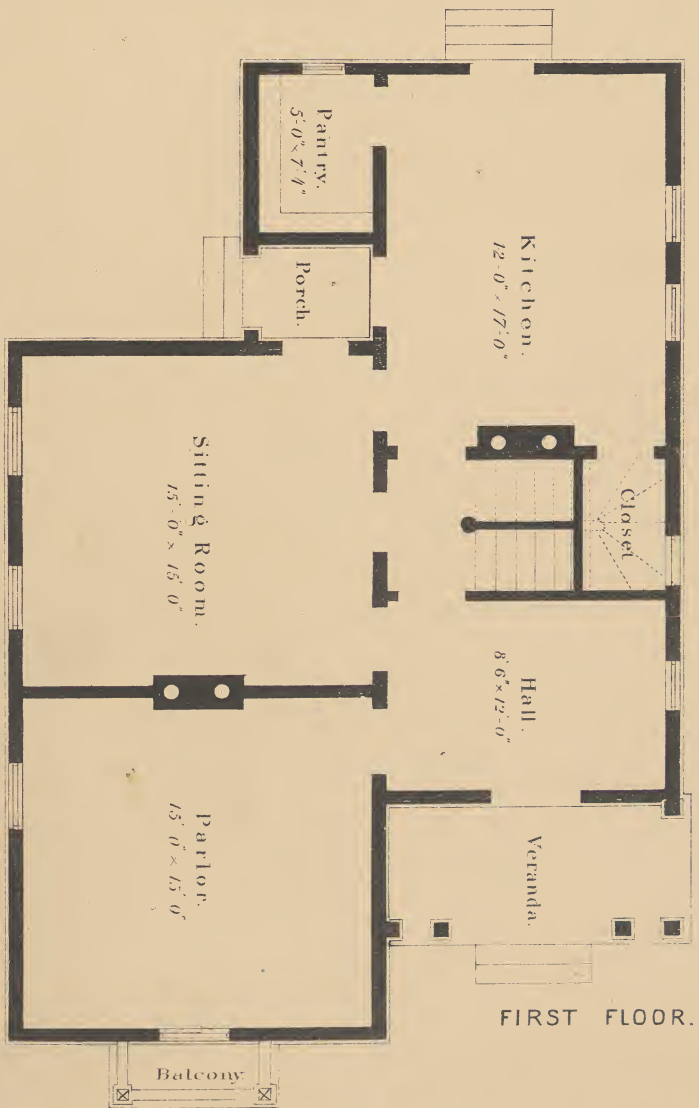 Pantry.
5'-0" × 7'-4"
Kitchen.
12'-0" × 17'-0"
Porch.
Closet
Sitting Room.
15'-0" × 15'-0"
Hall.
8'6" × 12'-0"
Parlor.
15'-0" × 15'-0"
Veranda.
FIRST FLOOR.
Balcony